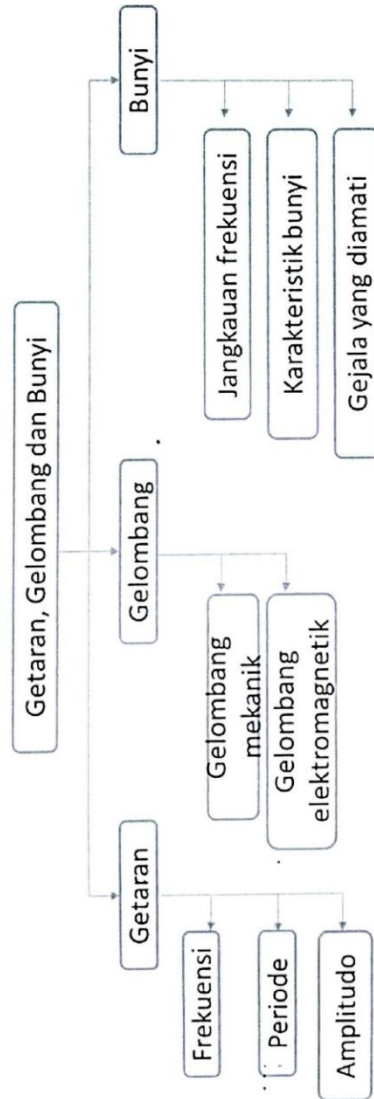 Getaran, Gelombang dan Bunyi
Getaran
Frekuensi
Periode
Amplitudo
Gelombang
Gelombang
mekanik
Gelombang
elektromagnetik
Bunyi
Jangkauan frekuensi
Karakteristik bunyi
Gejala yang diamati